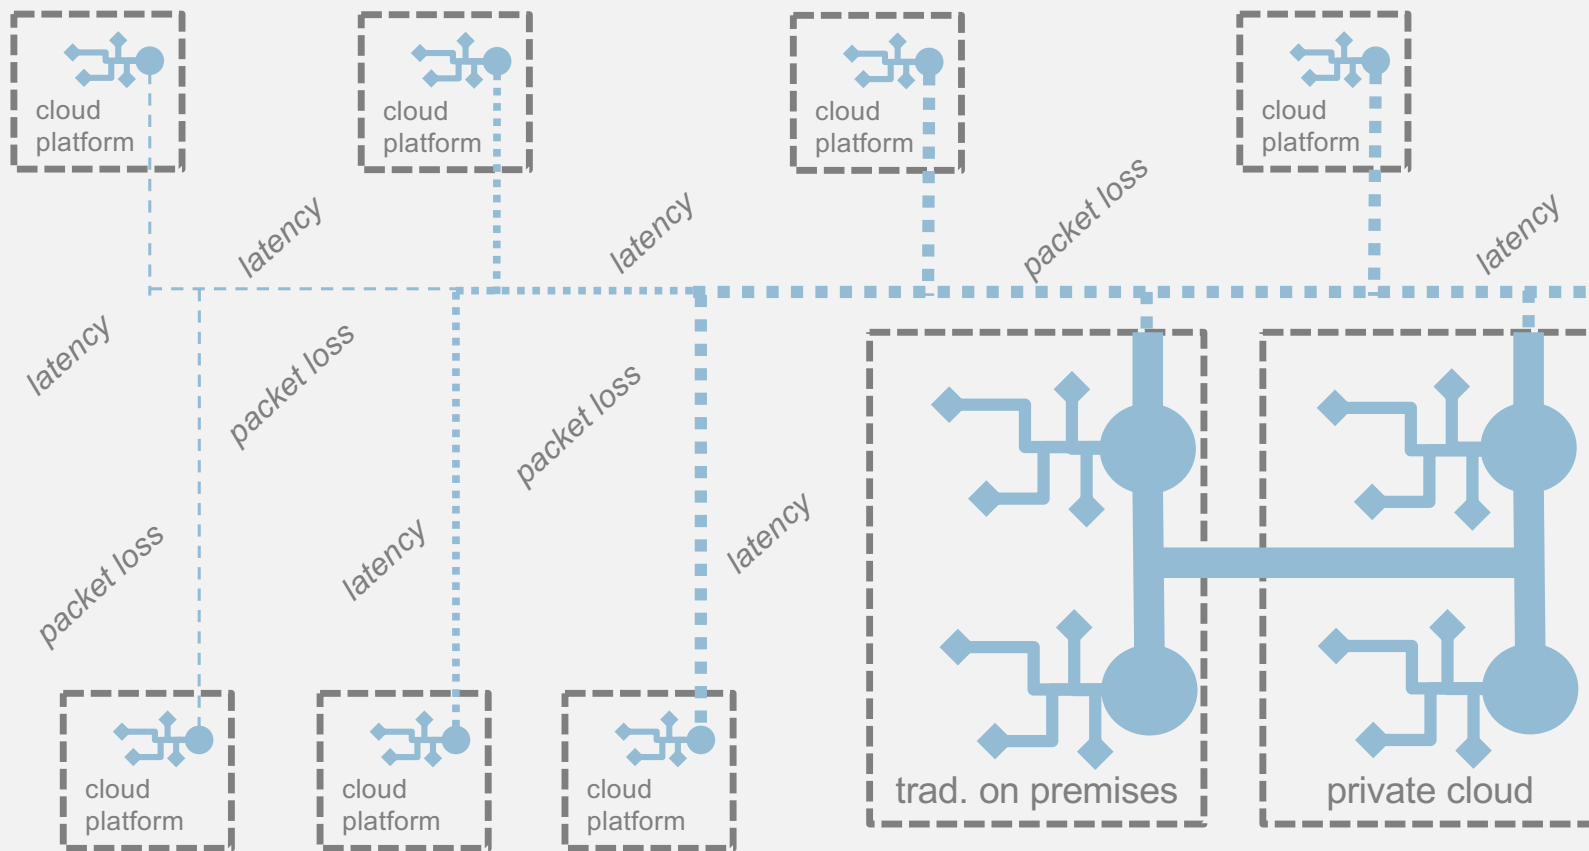 cloud
platform
cloud
platform
cloud
platform
cloud
platform
latency
latency
packet loss
latency
latency
packet loss
packet loss
packet loss
latency
latency
cloud
platform
cloud
platform
cloud
platform
trad. on premises
private cloud